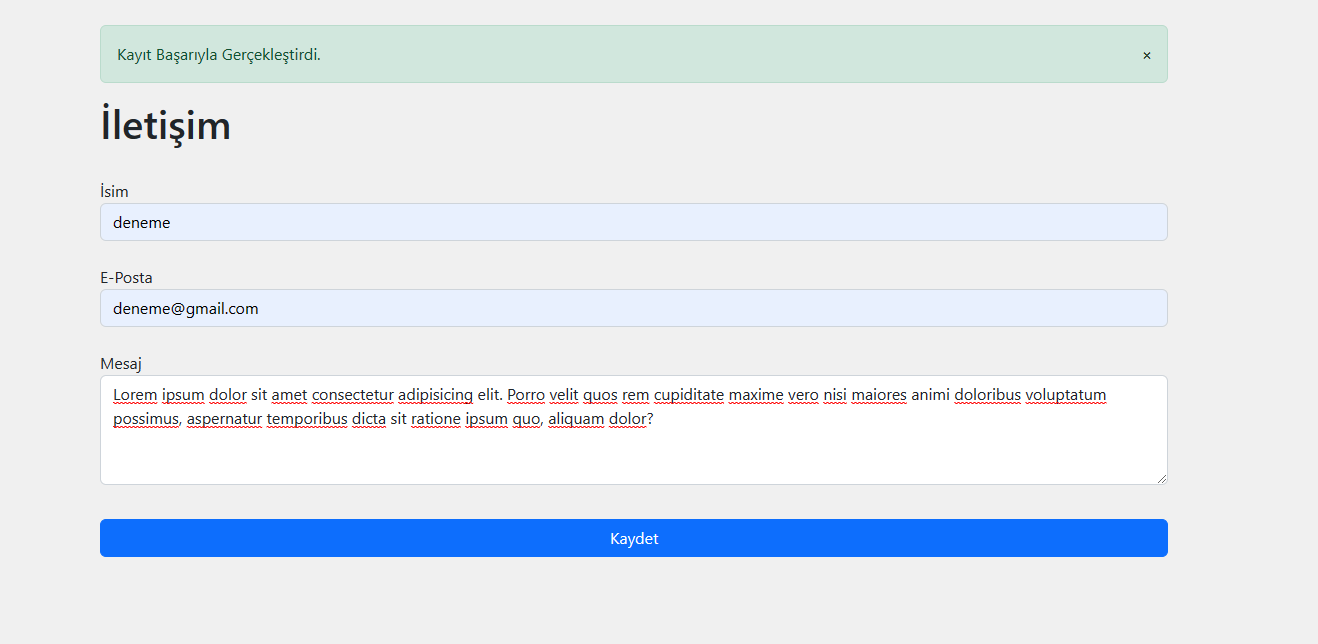 Kayıt Başarıyla Gerçekleştirdi.
×
İletişim
İsim
deneme
E-Posta
deneme@gmail.com
Mesaj
Lorem ipsum dolor sit amet consectetur adipisicing elit. Porro velit quos rem cupiditate maxime vero nisi maiores animi doloribus voluptatum
possimus, aspernatur temporibus dicta sit ratione ipsum quo, aliquam dolor?
Kaydet